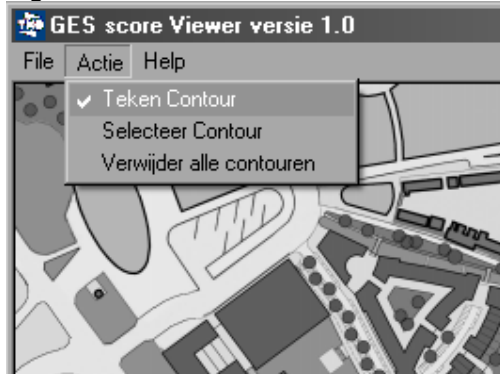 GES score Viewer versie 1.0
File Actie Help
Teken Contour
Selecteer Contour
Verwijder alle contouren